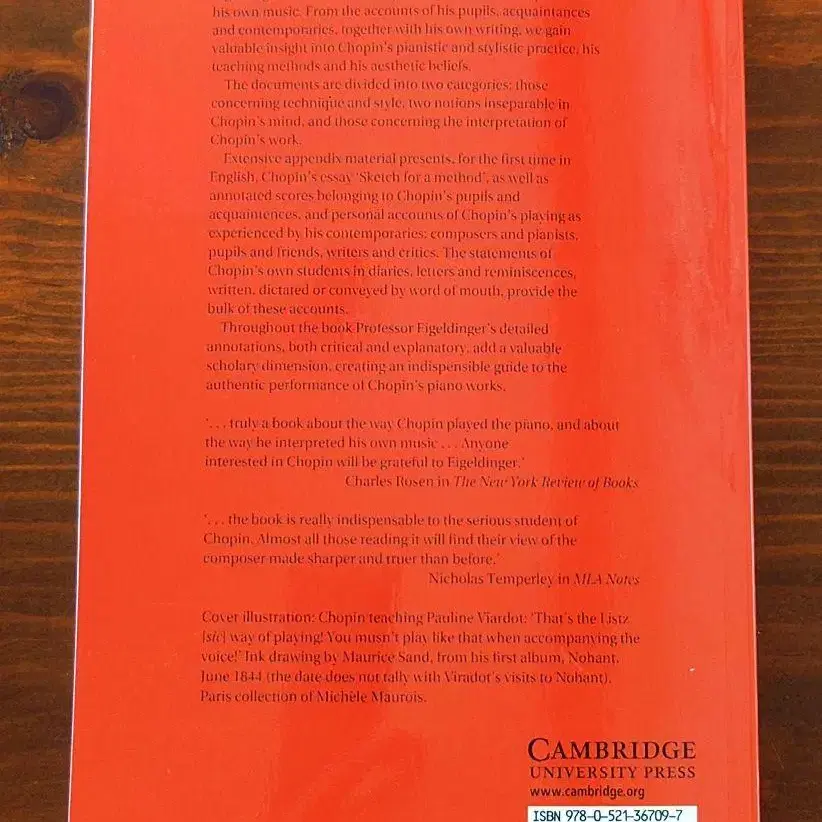 his own music. From the accounts of his pupils, acquaintances
and contemporaries, together with his own writing, we gain
valuable insight into Chopin's pianistic and stylistic practice, his
teaching methods and his aesthetic beliefs.
The documents are divided into two categories: those
concerning technique and style, two notions inseparable in
Chopin's mind, and those concerning the interpretation of
Chopin's work.
Extensive appendix material presents, for the first time in
English, Chopin's essay 'Sketch for a method', as well as
annotated scores belonging to Chopin's pupils and
acquaintences, and personal accounts of Chopin's playing as
experienced by his contemporaries: composers and pianists,
pupils and friends, writers and critics. The statements of
Chopin's own students in diaries, letters and reminiscences,
written, dictated or conveyed by word of mouth, provide the
bulk of these accounts.
Throughout the book Professor Eigeldinger's detailed
annotations, both critical and explanatory, add a valuable
scholary dimension, creating an indispensible guide to the
authentic performance of Chopin's piano works.
'. . . truly a book about the way Chopin played the piano, and about
the way he interpreted his own music . . . Anyone
interested in Chopin will be grateful to Eigeldinger.'
Charles Rosen in The New York Review of Books
'. . . the book is really indispensable to the serious student of
Chopin. Almost all those reading it will find their view of the
composer made sharper and truer than before.'
Nicholas Temperley in MLA Notes
Cover illustration: Chopin teaching Pauline Viardot: 'That's the Listz
[sic] way of playing! You musn't play like that when accompanying the
voice!' Ink drawing by Maurice Sand, from his first album, Nohant,
June 1844 (the date does not tally with Viradot's visits to Nohant).
Paris collection of Michèle Maurois.
CAMBRIDGE
UNIVERSITY PRESS
www.cambridge.org
ISBN 978-0-521-36709-7